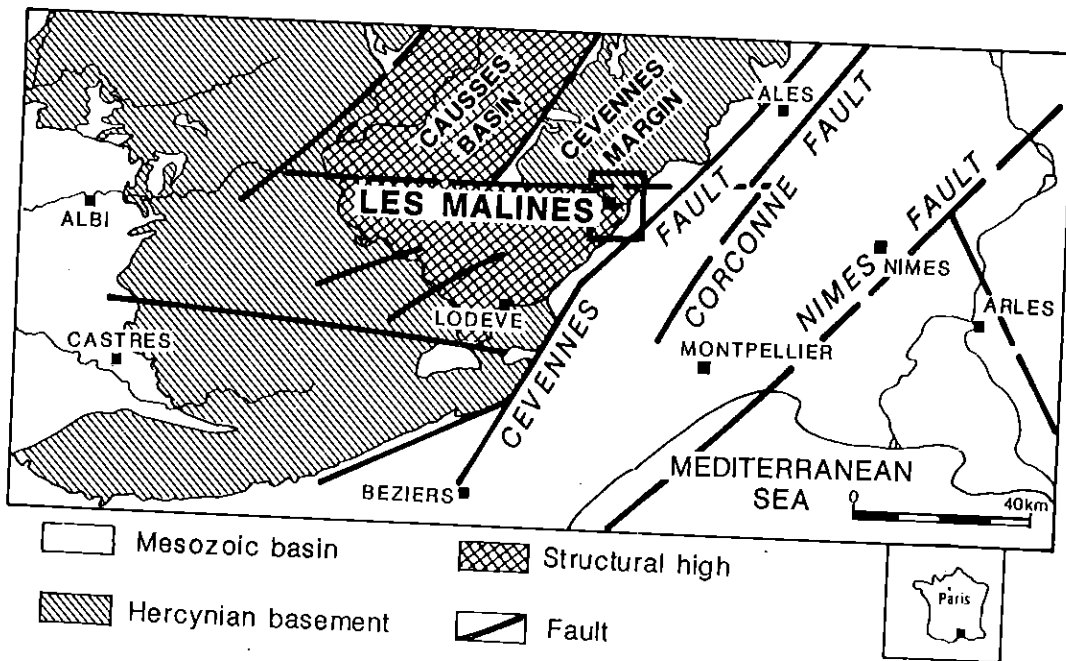 CAUSSES
BASIN
CEVENNES
MARGIN
ALES
FAULT
FAULT
FAULT
LES MALINES
ALBI
CORCONNE
NIMES
NIMES
ARLES
LODEVE
CASTRES
CEVENNES
MONTPELLIER
MEDITERRANEAN
SEA
BEZIERS
0
40km
Mesozoic basin
Structural high
Hercynian basement
Fault
Paris